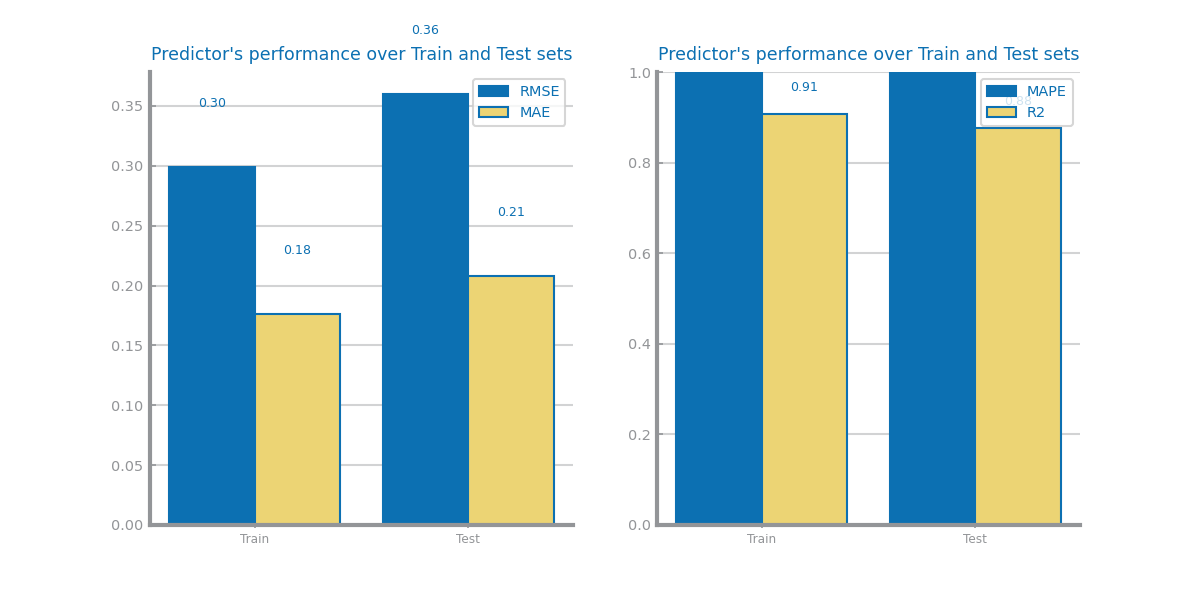 0.36
Predictor's performance over Train and Test sets
RMSE
MAE
0.35
0.30
0.25
0.20
0.15
0.10
0.05
0.00
0.30
0.18
0.21
Train
Test
Predictor's performance over Train and Test sets
MAPE
R2
1.0
0.8
0.6
0.4
0.2
0.0
0.91
0.88
Train
Test